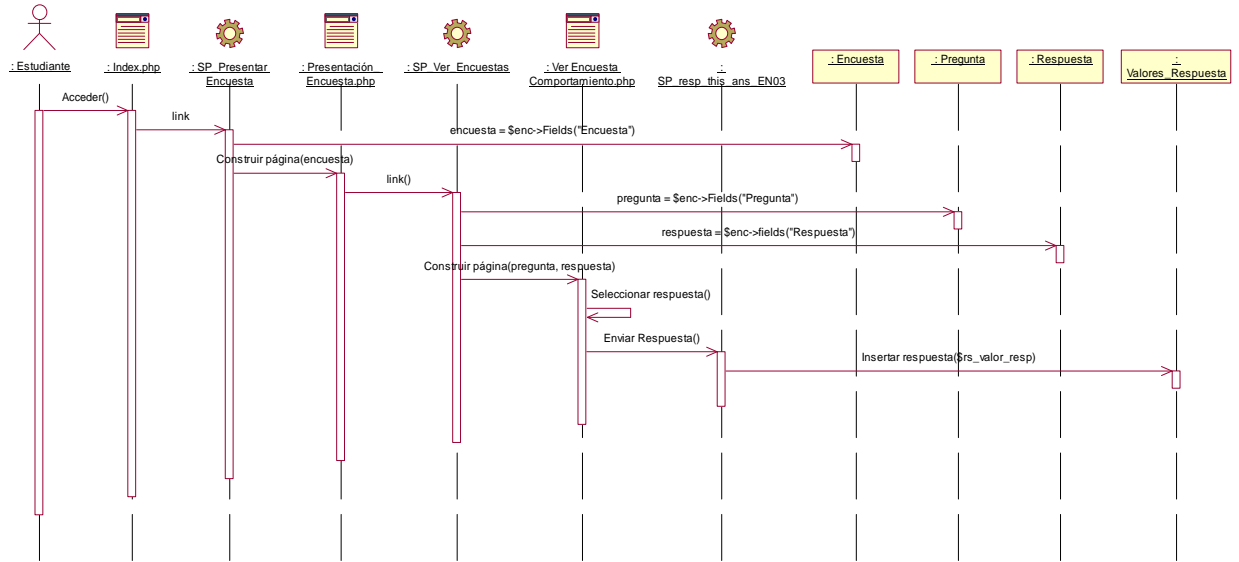 : Estudiante
: Index.php
: SP_Presentar
Encuesta
: Presentación_
Encuesta.php
: SP_Ver_Encuestas
: Ver Encuesta
Comportamiento.php
:
SP_resp_this_ans_EN03
: Encuesta
: Pregunta
: Respuesta
:
Valores_Respuesta
Acceder()
link
encuesta = $enc->Fields("Encuesta")
Construir página(encuesta)
link()
pregunta = $enc->Fields("Pregunta")
respuesta = $enc->fields("Respuesta")
Construir página(pregunta, respuesta)
Seleccionar respuesta()
Enviar Respuesta()
Insertar respuesta($rs_valor_resp)